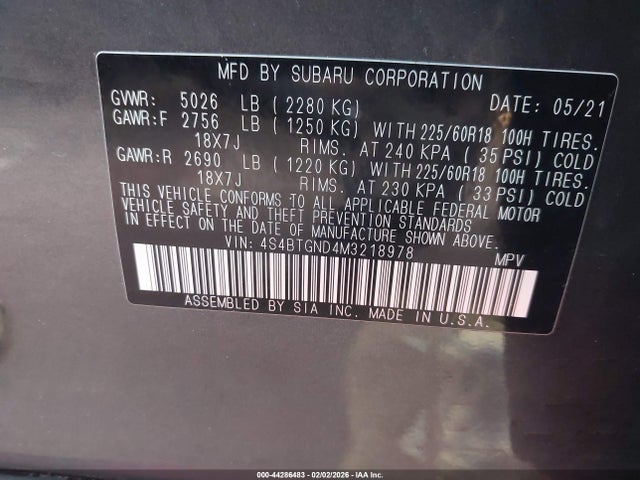 MFD BY SUBARU CORPORATION
GVWR: 5026 LB ( 2280 KG) DATE: 05/21
GAWR:F 2756 LB ( 1250 KG) WITH 225/60R18 100H TIRES.
18X7J RIMS. AT 240 KPA ( 35 PSI) COLD
GAWR:R 2690 LB ( 1220 KG) WITH 225/60R18 100H TIRES.
18X7J RIMS. AT 230 KPA ( 33 PSI) COLD
THIS VEHICLE CONFORMS TO ALL APPLICABLE FEDERAL MOTOR
VEHICLE SAFETY AND THEFT PREVENTION STANDARDS
IN EFFECT ON THE DATE OF MANUFACTURE SHOWN ABOVE.
VIN: 4S4BTGND4M3218978 MPV
ASSEMBLED BY SIA INC. MADE IN U.S.A.
000-44286483 - 02/02/2026 - IAA Inc.